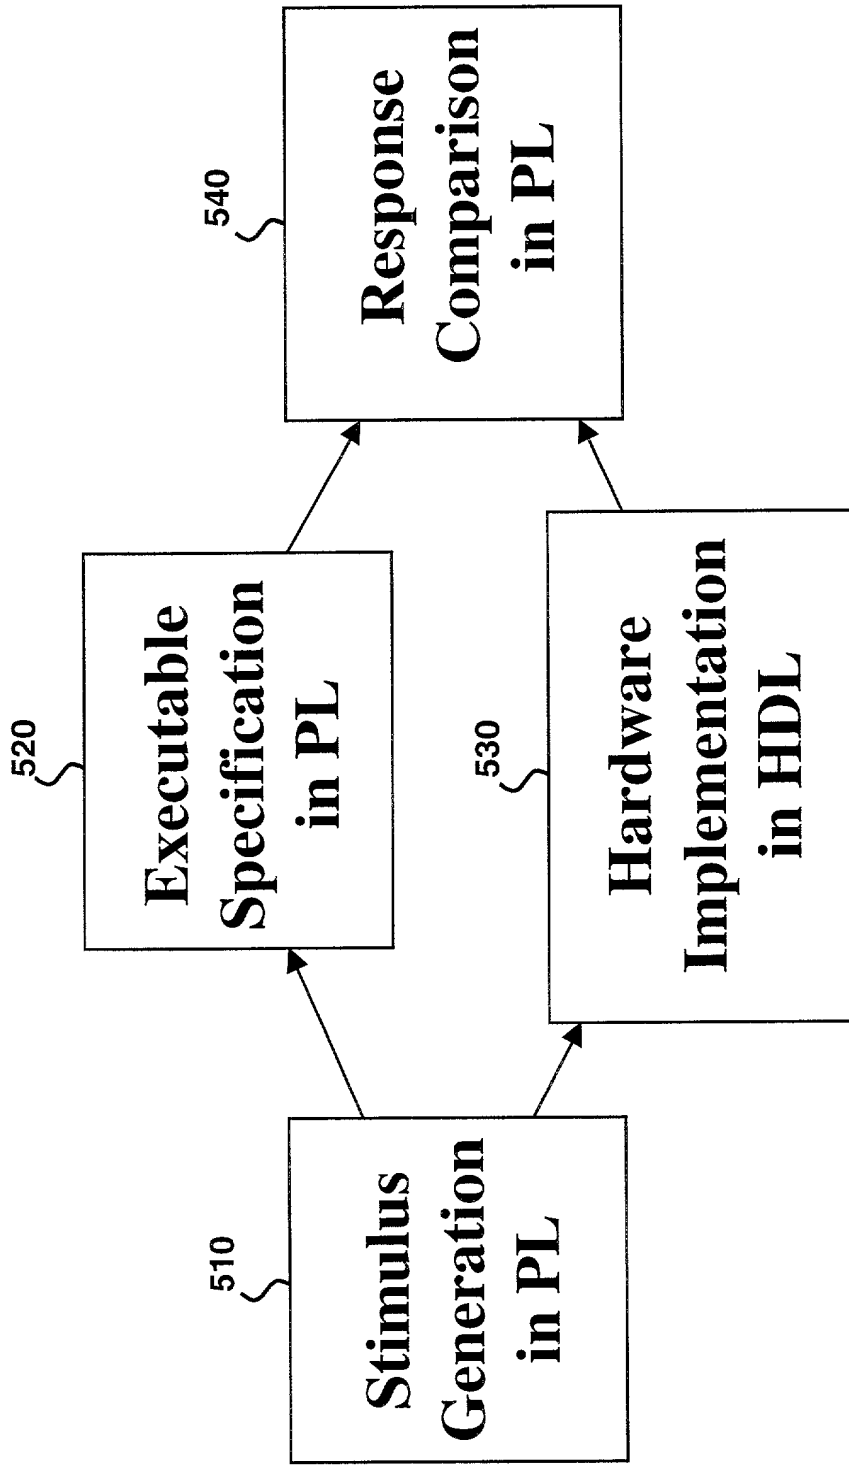 510
Stimulus
Generation
in PL
520
Executable
Specification
in PL
530
Hardware
Implementation
in HDL
540
Response
Comparison
in PL